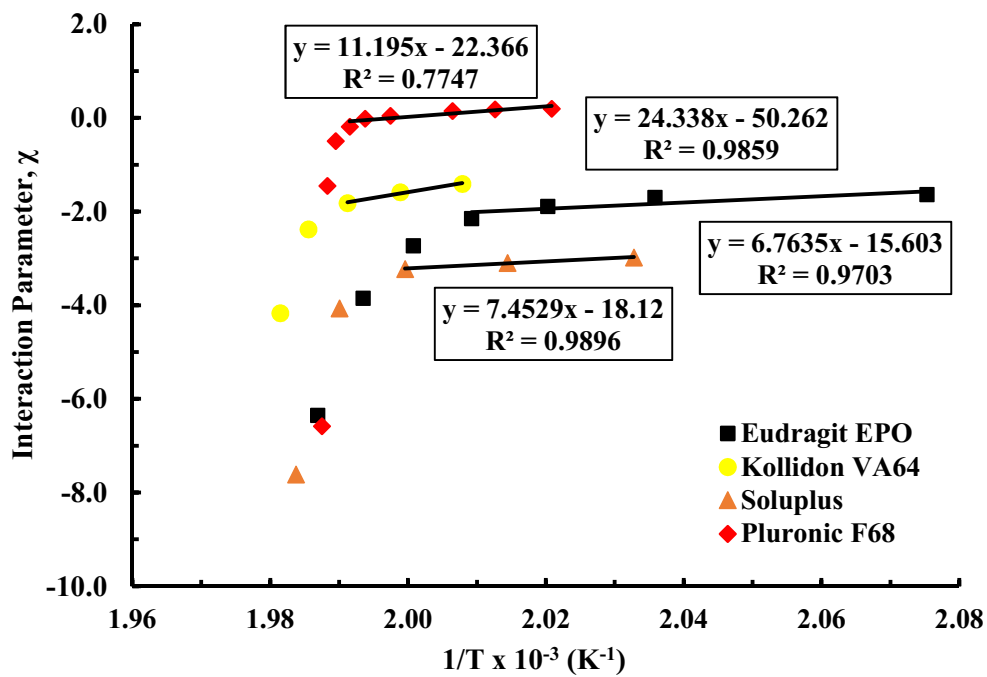 2.0
0.0
-2.0
-4.0
-6.0
-8.0
-10.0
Interaction Parameter, χ
y = 11.195x - 22.366
R² = 0.7747
y = 24.338x - 50.262
R² = 0.9859
y = 6.7635x - 15.603
R² = 0.9703
y = 7.4529x - 18.12
R² = 0.9896
Eudragit EPO
Kollidon VA64
Soluplus
Pluronic F68
1.96 1.98 2.00 2.02 2.04 2.06 2.08
1/T x 10⁻³ (K⁻¹)